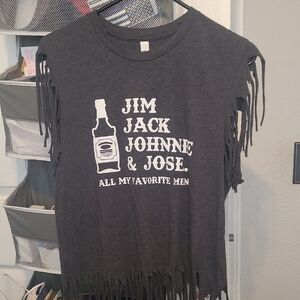 JIM
JACK
JOHNNIE
& JOSE.
ALL MY FAVORITE MEN